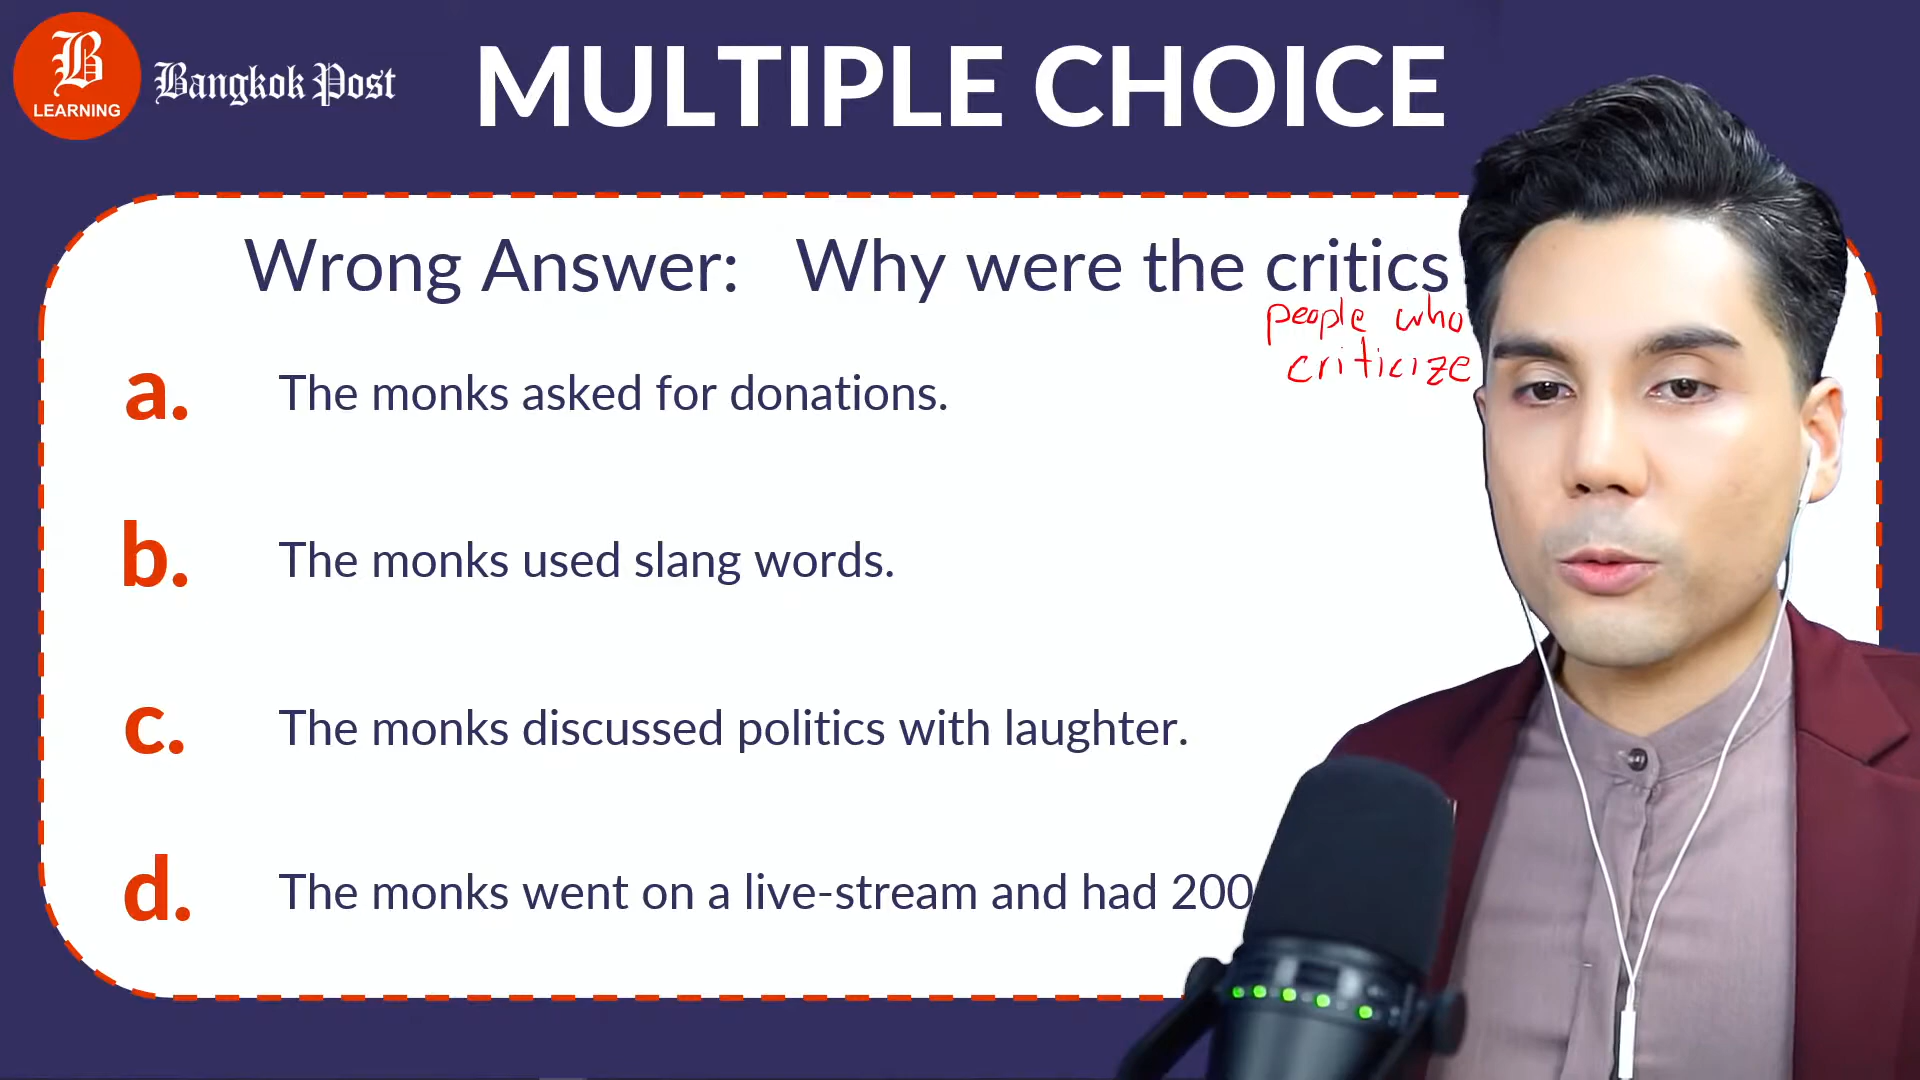 B
LEARNING
Bangkok Post
MULTIPLE CHOICE
Wrong Answer: Why were the critics
people who
criticize
a. The monks asked for donations.
b. The monks used slang words.
c. The monks discussed politics with laughter.
d. The monks went on a live-stream and had 200